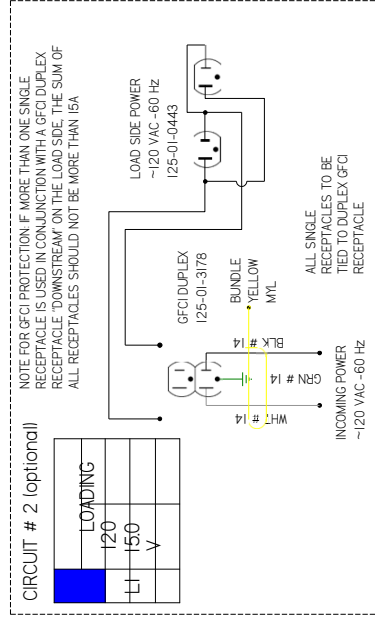 CIRCUIT # 2 (optional)
LOADING
120
L1
15.0
V
NOTE FOR GFCI PROTECTION: IF MORE THAN ONE SINGLE
RECEPTACLE IS USED IN CONJUNCTION WITH A GFCI DUPLEX
RECEPTACLE "DOWNSTREAM" ON THE LOAD SIDE, THE SUM OF
ALL RECEPTACLES SHOULD NOT BE MORE THAN 15A
LOAD SIDE POWER
~120 VAC -60 Hz
125-01-0443
GFCI DUPLEX
125-01-3178
BUNDLE
YELLOW
MYL
WHT # 14
GRN # 14
BLK # 14
INCOMING POWER
~120 VAC -60 Hz
ALL SINGLE
RECEPTACLES TO BE
TIED TO DUPLEX GFCI
RECEPTACLE